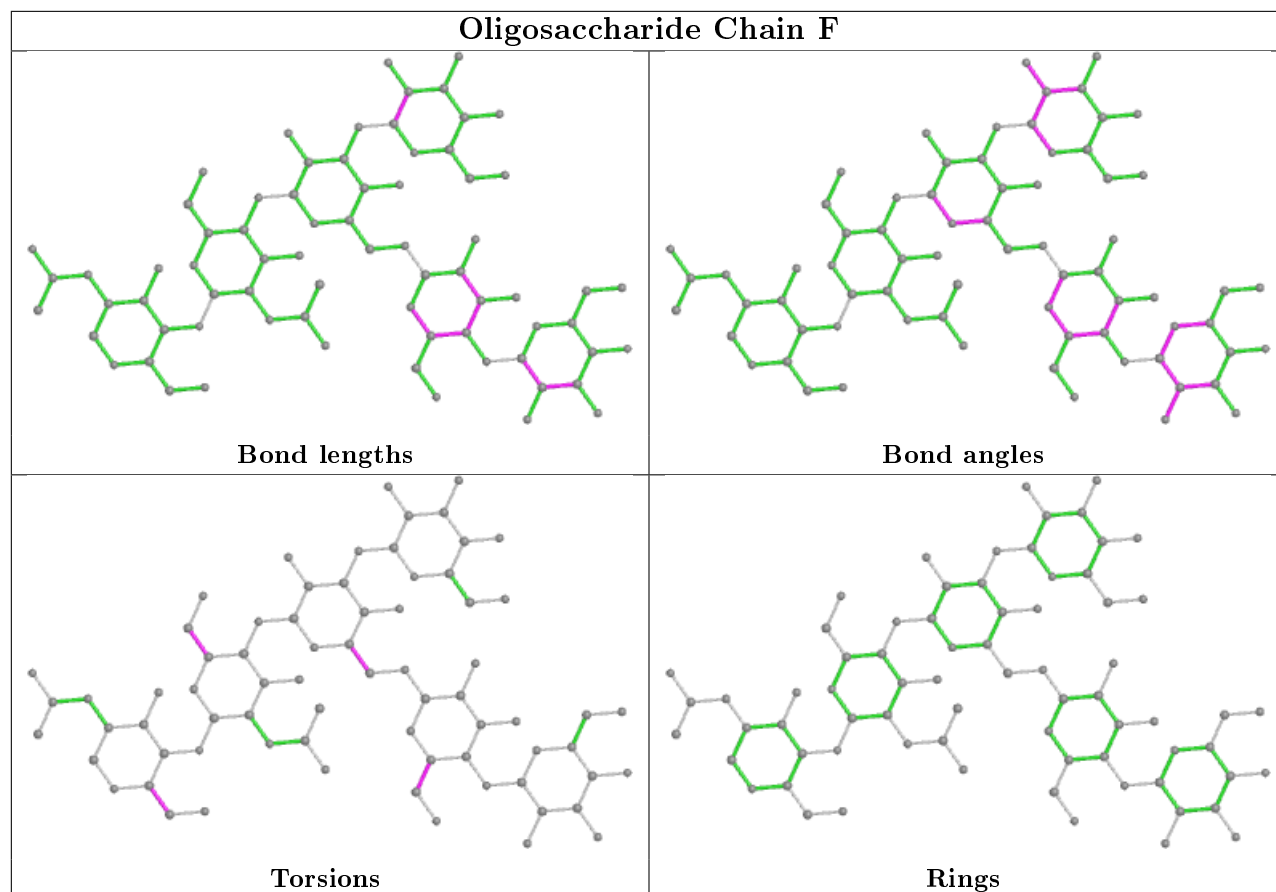 Oligosaccharide Chain F
Bond lengths
Bond angles
Torsions
Rings